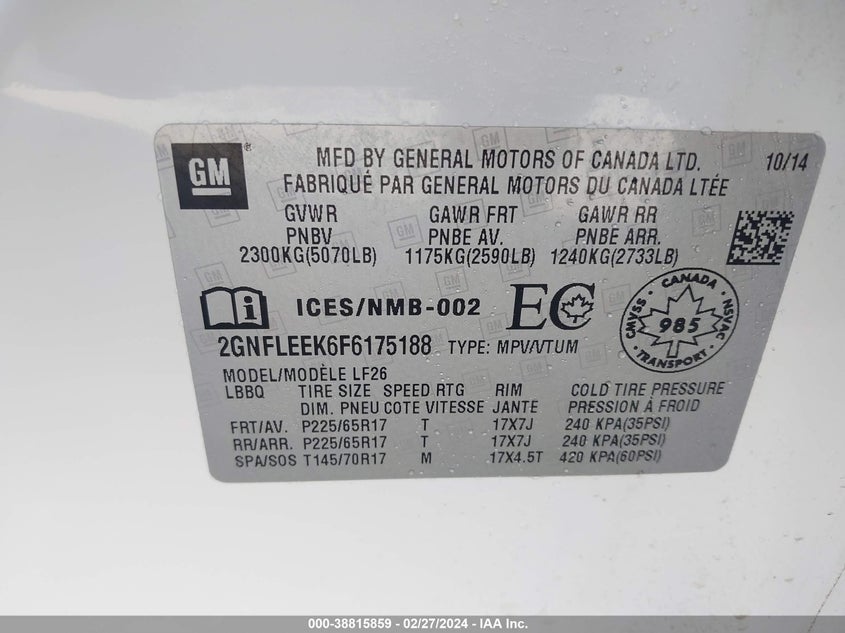 GM
MFD BY GENERAL MOTORS OF CANADA LTD. 10/14
FABRIQUÉ PAR GENERAL MOTORS DU CANADA LTÉE
GVWR GAWR FRT GAWR RR
PNBV PNBE AV. PNBE ARR.
2300KG(5070LB) 1175KG(2590LB) 1240KG(2733LB)
ICES/NMB-002 EC
CANADA
CMVSS 985 NSVAC
TRANSPORT
2GNFLEEK6F6175188 TYPE: MPV/VTUM
MODEL/MODÈLE LF26
LBBQ TIRE SIZE SPEED RTG RIM COLD TIRE PRESSURE
DIM. PNEU COTE VITESSE JANTE PRESSION À FROID
FRT/AV. P225/65R17 T 17X7J 240 KPA(35PSI)
RR/ARR. P225/65R17 T 17X7J 240 KPA(35PSI)
SPA/SOS T145/70R17 M 17X4.5T 420 KPA(60PSI)
000-38815859 - 02/27/2024 - IAA Inc.